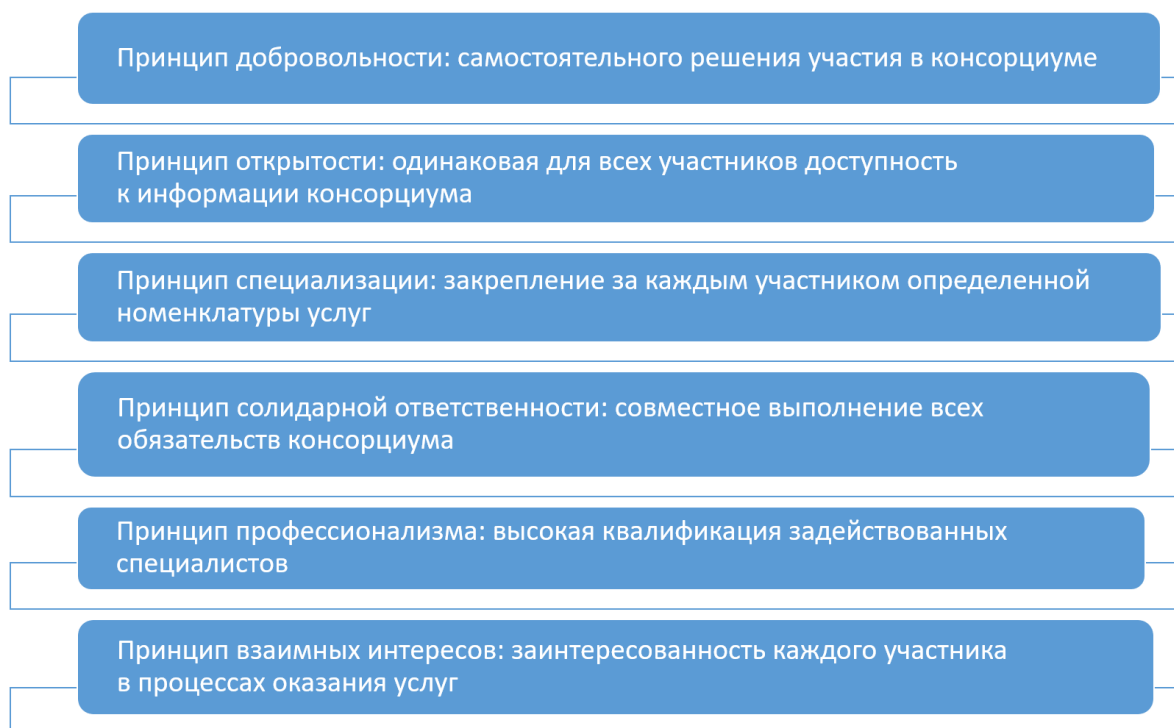 Принцип добровольности: самостоятельного решения участия в консорциуме
Принцип открытости: одинаковая для всех участников доступность
к информации консорциума
Принцип специализации: закрепление за каждым участником определенной
номенклатуры услуг
Принцип солидарной ответственности: совместное выполнение всех
обязательств консорциума
Принцип профессионализма: высокая квалификация задействованных
специалистов
Принцип взаимных интересов: заинтересованность каждого участника
в процессах оказания услуг